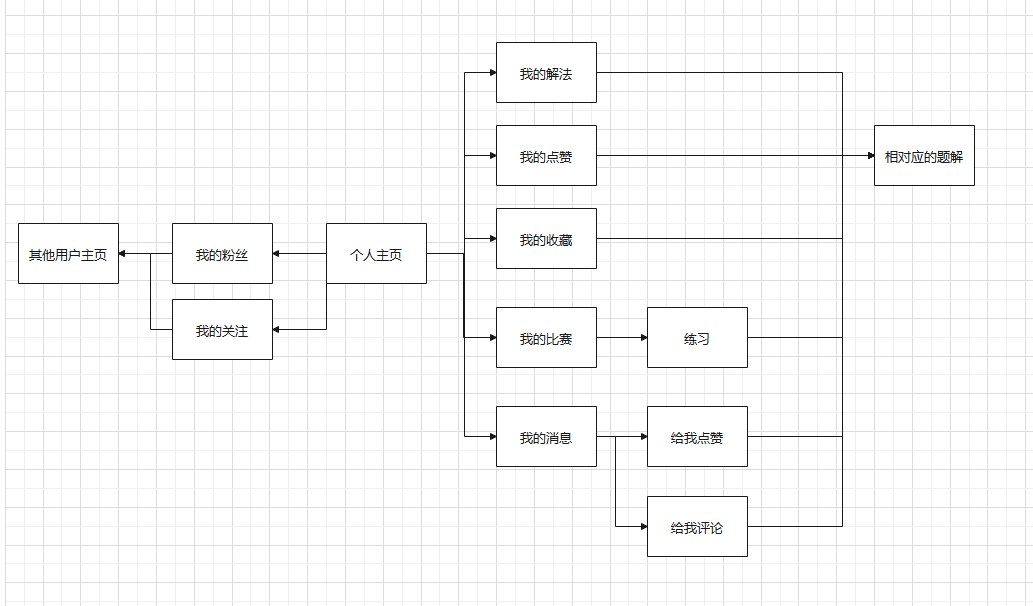 我的解法
我的点赞
相对应的题解
我的收藏
其他用户主页
我的粉丝
个人主页
我的关注
我的比赛
练习
我的消息
给我点赞
给我评论